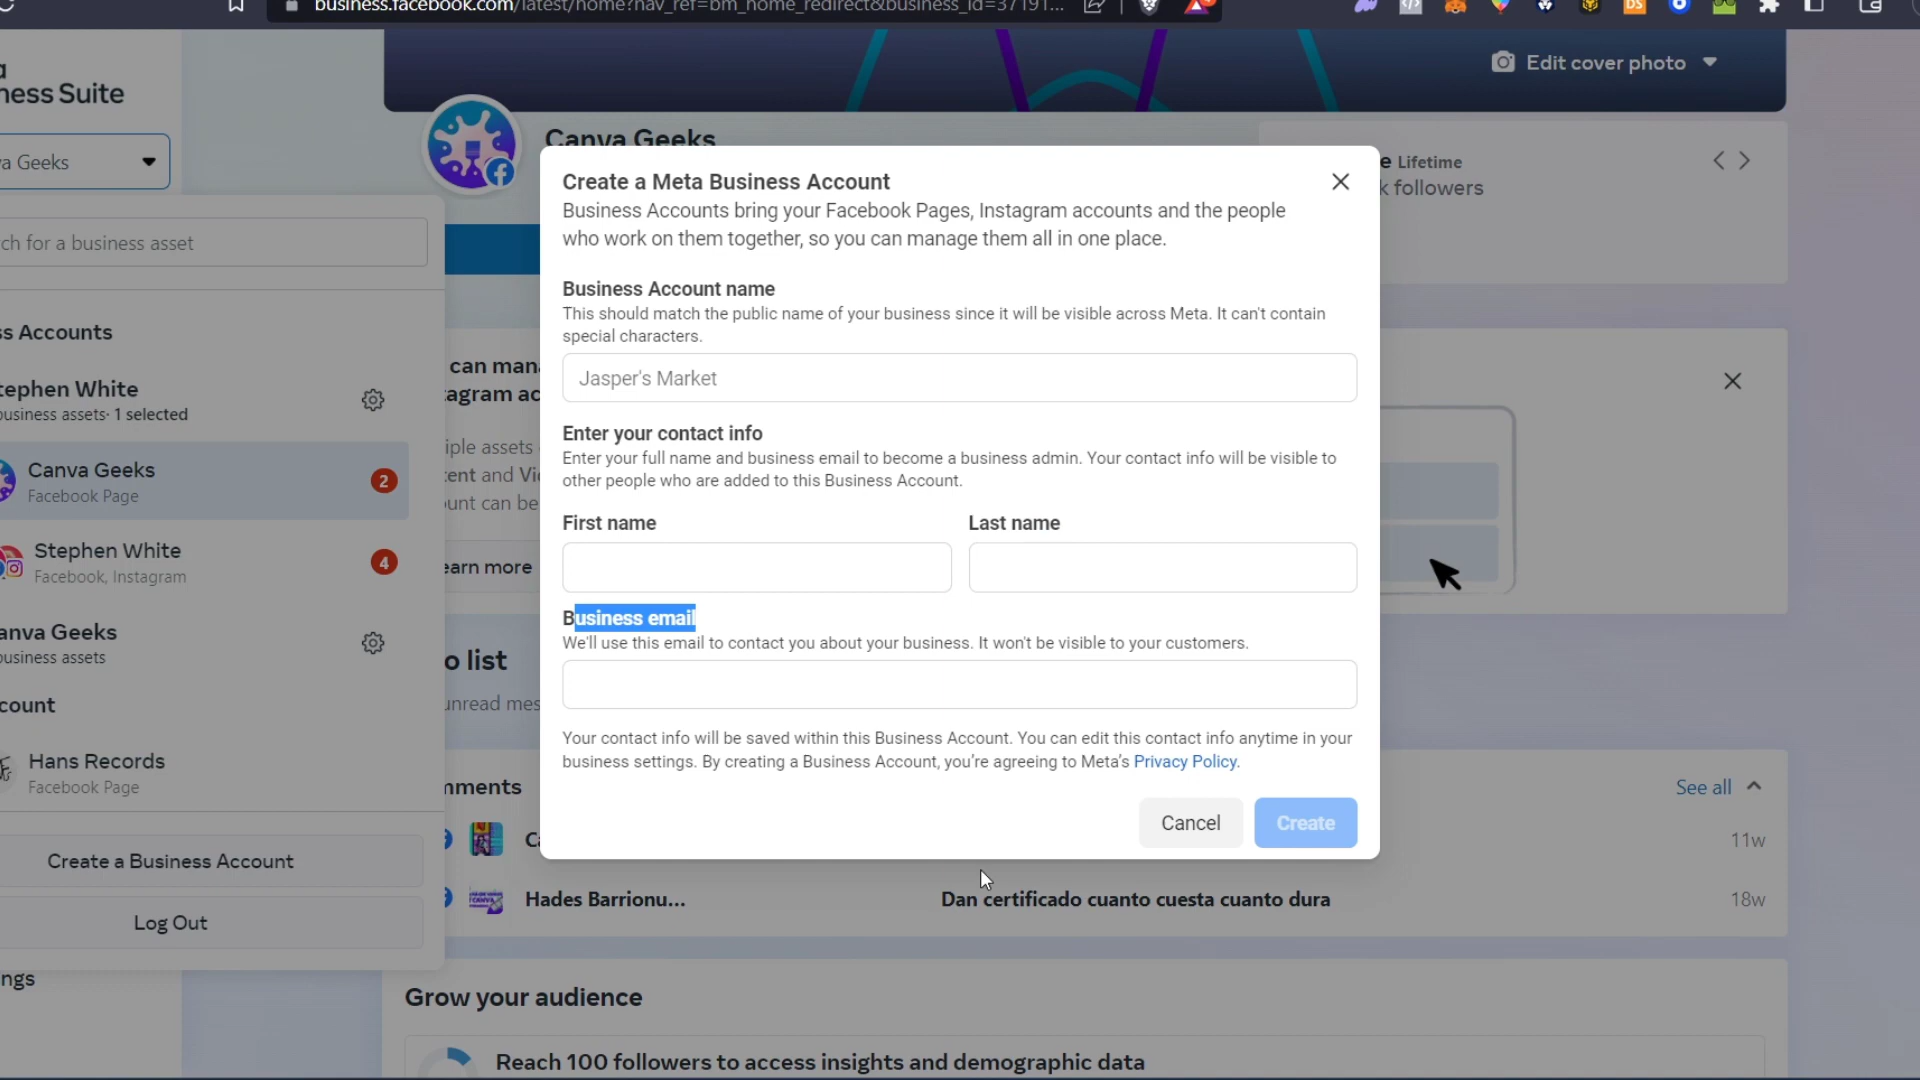 business.facebook.com/latest/home?nav_ref=bm_home_redirect&business_id=37191...
ness Suite
Edit cover photo
a Geeks
Canva Geeks
e Lifetime
k followers
ch for a business asset
s Accounts
tephen White
business assets· 1 selected
Canva Geeks
Facebook Page
2
Stephen White
Facebook, Instagram
4
anva Geeks
business assets
count
Hans Records
Facebook Page
Create a Business Account
Log Out
ngs
can mana
tagram ac
iple assets
tent and Vi
unt can be
earn more
o list
unread mes
Create a Meta Business Account
Business Accounts bring your Facebook Pages, Instagram accounts and the people
who work on them together, so you can manage them all in one place.
Business Account name
This should match the public name of your business since it will be visible across Meta. It can't contain
special characters.
Jasper's Market
Enter your contact info
Enter your full name and business email to become a business admin. Your contact info will be visible to
other people who are added to this Business Account.
First name Last name
Business email
We'll use this email to contact you about your business. It won't be visible to your customers.
Your contact info will be saved within this Business Account. You can edit this contact info anytime in your
business settings. By creating a Business Account, you're agreeing to Meta's Privacy Policy.
Cancel Create
mments
See all
Ca
11w
Hades Barrionu... Dan certificado cuanto cuesta cuanto dura 18w
Grow your audience
Reach 100 followers to access insights and demographic data